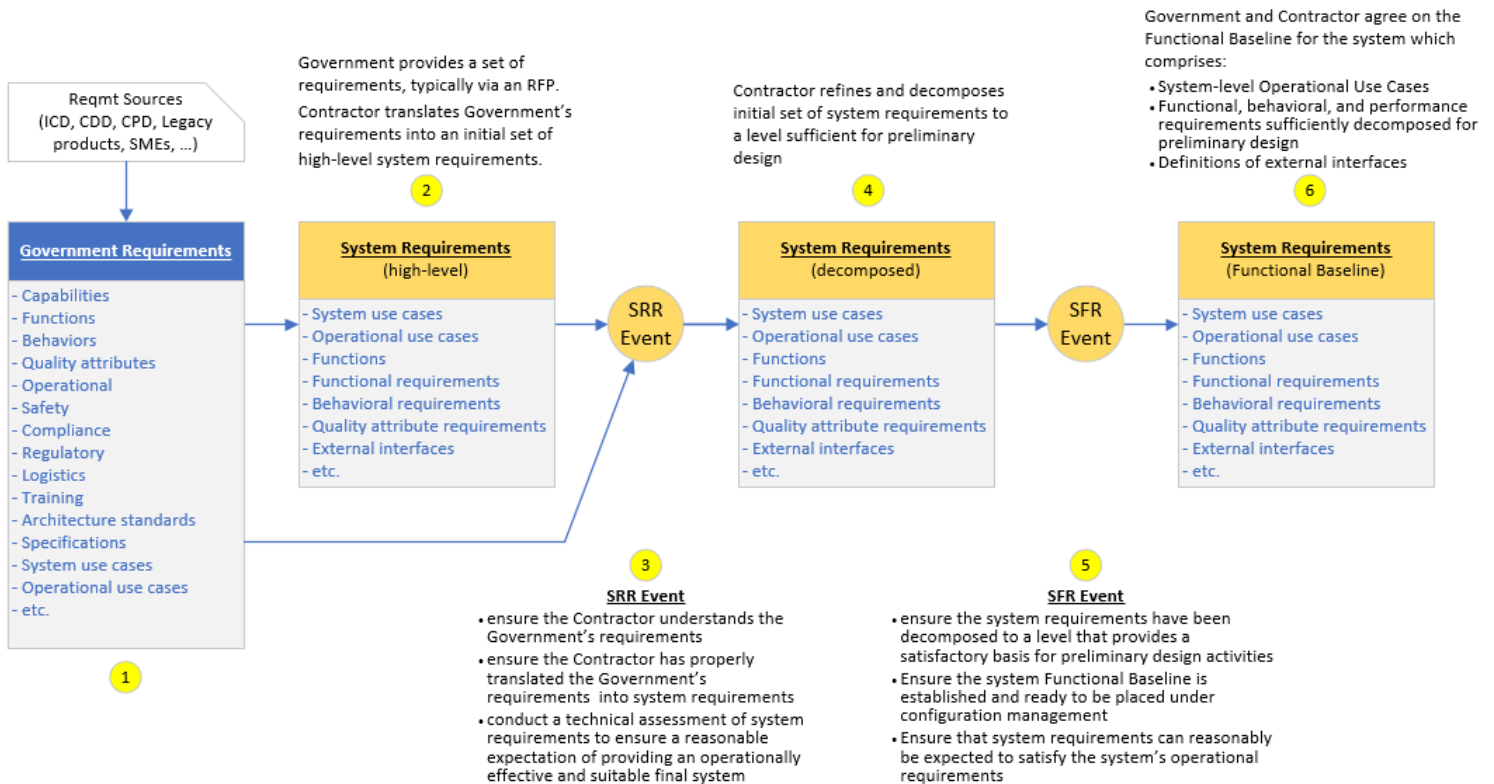 Reqmt Sources
(ICD, CDD, CPD, Legacy
products, SMEs, ...)
Government Requirements
- Capabilities
- Functions
- Behaviors
- Quality attributes
- Operational
- Safety
- Compliance
- Regulatory
- Logistics
- Training
- Architecture standards
- Specifications
- System use cases
- Operational use cases
- etc.
1
Government provides a set of
requirements, typically via an RFP.
Contractor translates Government's
requirements into an initial set of
high-level system requirements.
2
System Requirements
(high-level)
- System use cases
- Operational use cases
- Functions
- Functional requirements
- Behavioral requirements
- Quality attribute requirements
- External interfaces
- etc.
SRR
Event
3
SRR Event
• ensure the Contractor understands the
Government's requirements
• ensure the Contractor has properly
translated the Government's
requirements into system requirements
• conduct a technical assessment of system
requirements to ensure a reasonable
expectation of providing an operationally
effective and suitable final system
Contractor refines and decomposes
initial set of system requirements to
a level sufficient for preliminary
design
4
System Requirements
(decomposed)
- System use cases
- Operational use cases
- Functions
- Functional requirements
- Behavioral requirements
- Quality attribute requirements
- External interfaces
- etc.
SFR
Event
5
SFR Event
• ensure the system requirements have been
decomposed to a level that provides a
satisfactory basis for preliminary design activities
• Ensure the system Functional Baseline is
established and ready to be placed under
configuration management
• Ensure that system requirements can reasonably
be expected to satisfy the system's operational
requirements
Government and Contractor agree on the
Functional Baseline for the system which
comprises:
• System-level Operational Use Cases
• Functional, behavioral, and performance
requirements sufficiently decomposed for
preliminary design
• Definitions of external interfaces
6
System Requirements
(Functional Baseline)
- System use cases
- Operational use cases
- Functions
- Functional requirements
- Behavioral requirements
- Quality attribute requirements
- External interfaces
- etc.